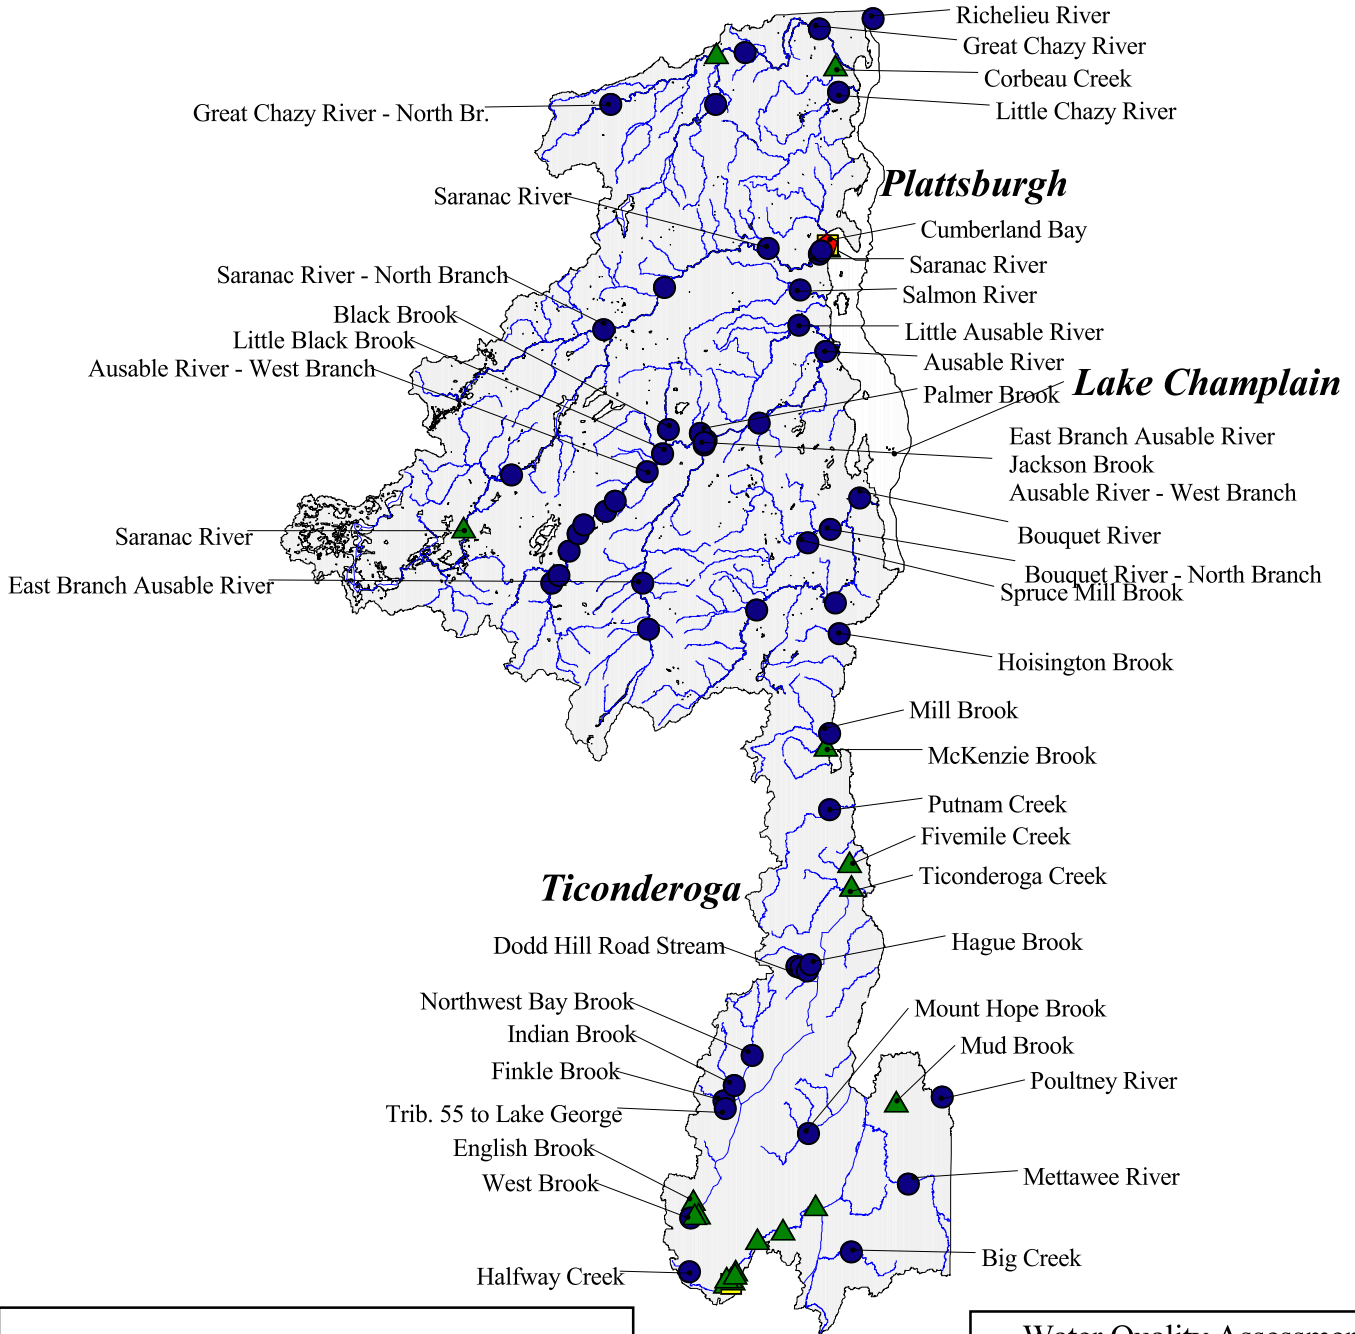 Richelieu River
Great Chazy River
Corbeau Creek
Great Chazy River - North Br.
Little Chazy River
Plattsburgh
Saranac River
Cumberland Bay
Saranac River
Saranac River - North Branch
Salmon River
Black Brook
Little Ausable River
Little Black Brook
Ausable River
Ausable River - West Branch
Lake Champlain
Palmer Brook
East Branch Ausable River
Jackson Brook
Ausable River - West Branch
Saranac River
Bouquet River
Bouquet River - North Branch
East Branch Ausable River
Spruce Mill Brook
Hoisington Brook
Mill Brook
McKenzie Brook
Putnam Creek
Fivemile Creek
Ticonderoga Creek
Ticonderoga
Hague Brook
Dodd Hill Road Stream
Northwest Bay Brook
Mount Hope Brook
Indian Brook
Mud Brook
Finkle Brook
Poultney River
Trib. 55 to Lake George
English Brook
Mettawee River
West Brook
Big Creek
Halfway Creek
Water Quality Assessmen